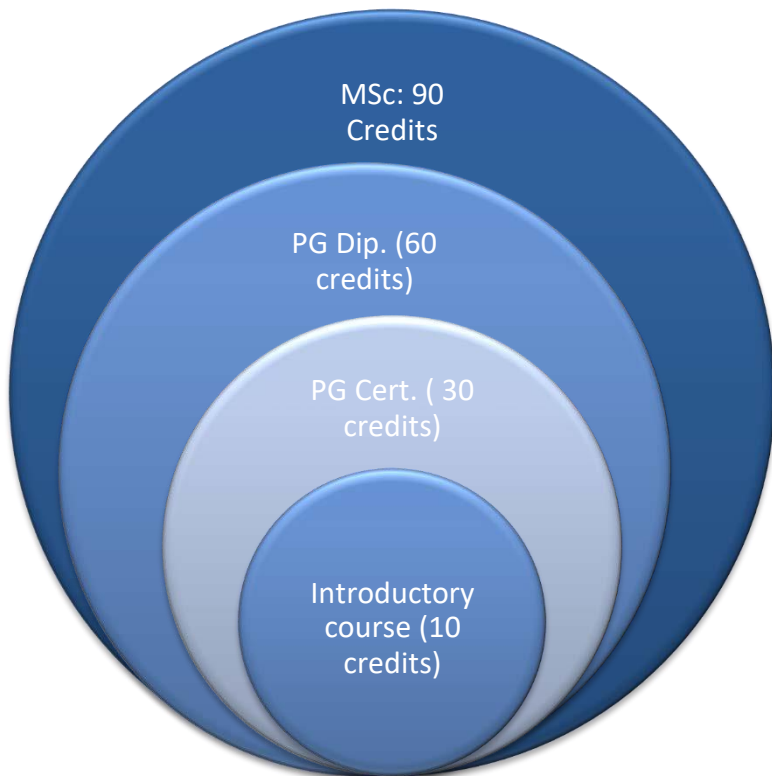 MSc: 90
Credits
PG Dip. (60
credits)
PG Cert. ( 30
credits)
Introductory
course (10
credits)